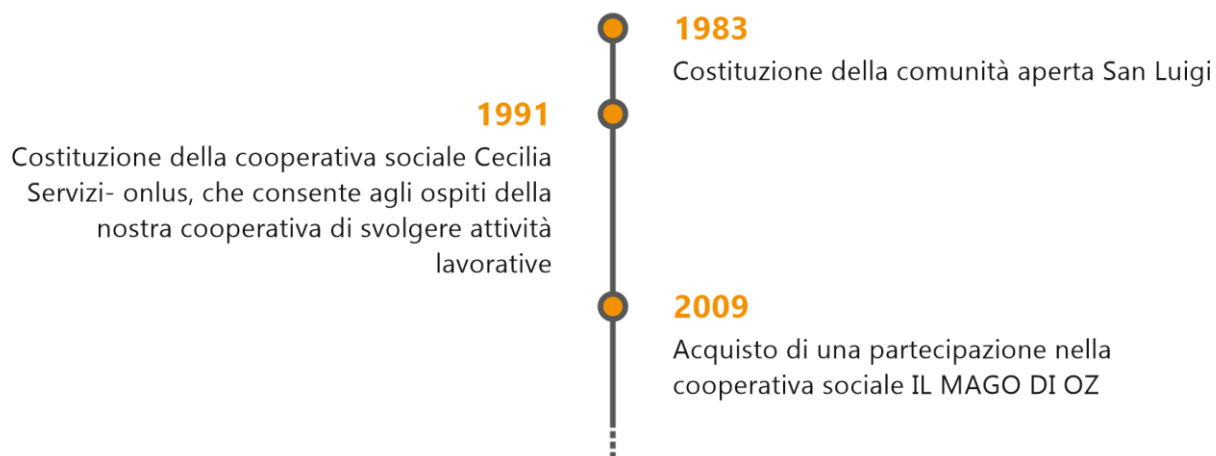 1983
Costituzione della comunità aperta San Luigi
1991
Costituzione della cooperativa sociale Cecilia
Servizi- onlus, che consente agli ospiti della
nostra cooperativa di svolgere attività
lavorative
2009
Acquisto di una partecipazione nella
cooperativa sociale IL MAGO DI OZ